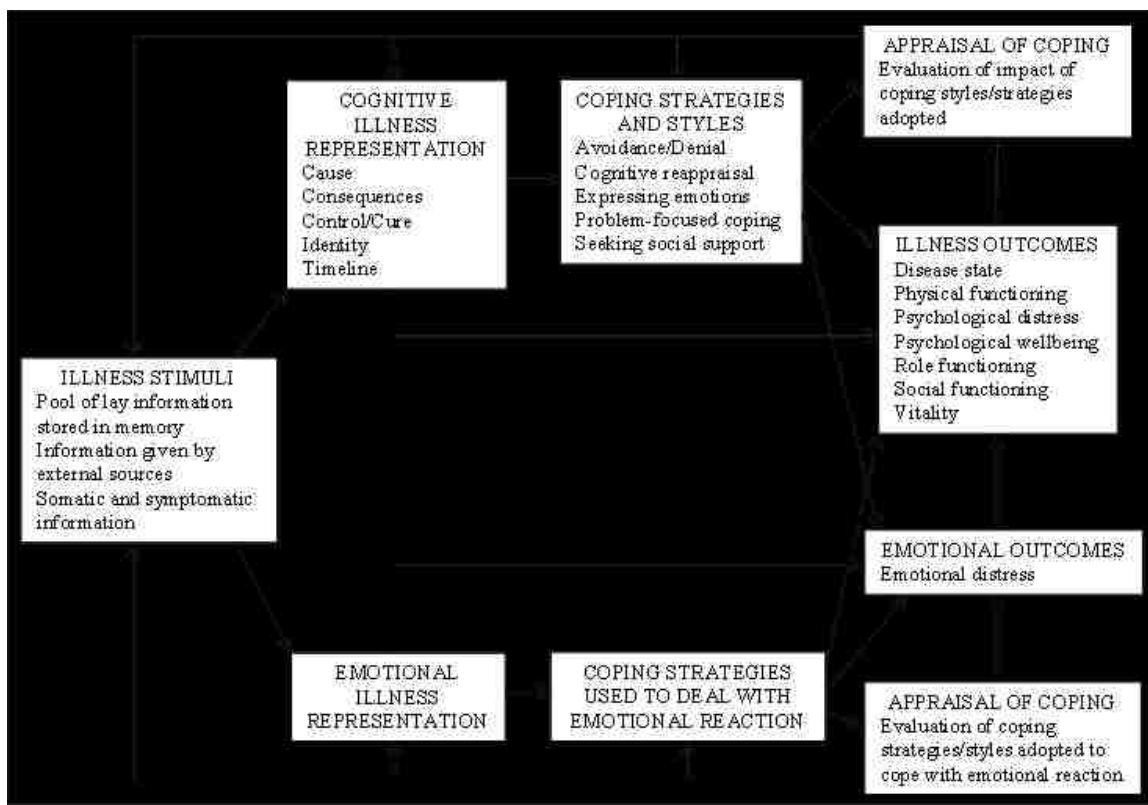 ILLNESS STIMULI
Pool of lay information
stored in memory
Information given by
external sources
Somatic and symptomatic
information
COGNITIVE
ILLNESS
REPRESENTATION
Cause
Consequences
Control/Cure
Identity
Timeline
COPING STRATEGIES
AND STYLES
Avoidance/Denial
Cognitive reappraisal
Expressing emotions
Problem-focused coping
Seeking social support
APPRAISAL OF COPING
Evaluation of impact of
coping styles/strategies
adopted
ILLNESS OUTCOMES
Disease state
Physical functioning
Psychological distress
Psychological wellbeing
Role functioning
Social functioning
Vitality
EMOTIONAL OUTCOMES
Emotional distress
EMOTIONAL
ILLNESS
REPRESENTATION
COPING STRATEGIES
USED TO DEAL WITH
EMOTIONAL REACTION
APPRAISAL OF COPING
Evaluation of coping
strategies/styles adopted to
cope with emotional reaction